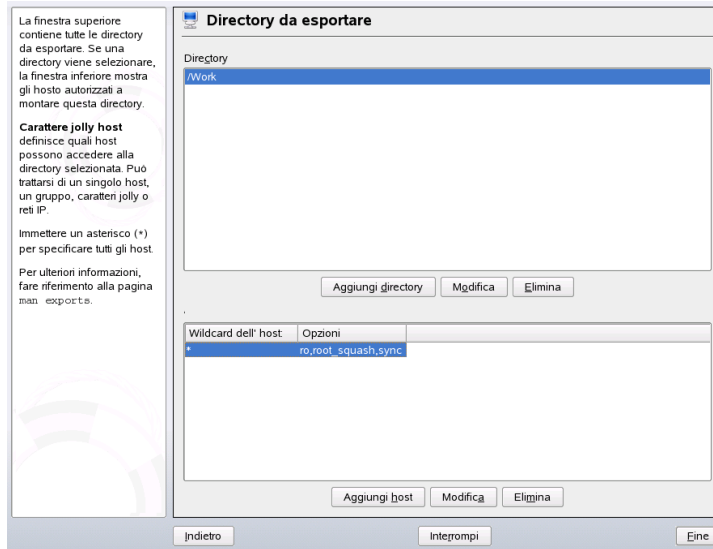 La finestra superiore
contiene tutte le directory
da esportare. Se una
directory viene selezionare,
la finestra inferiore mostra
gli hosto autorizzati a
montare questa directory.
Carattere jolly host
definisce quali host
possono accedere alla
directory selezionata. Può
trattarsi di un singolo host,
un gruppo, caratteri jolly o
reti IP.
Immettere un asterisco (*)
per specificare tutti gli host.
Per ulteriori informazioni,
fare riferimento alla pagina
man exports.
Directory da esportare
Directory
/Work
Aggiungi directory Modifica Elimina
Wildcard dell' host Opzioni
* ro,root_squash,sync
Aggiungi host Modifica Elimina
Indietro Interrompi Fine